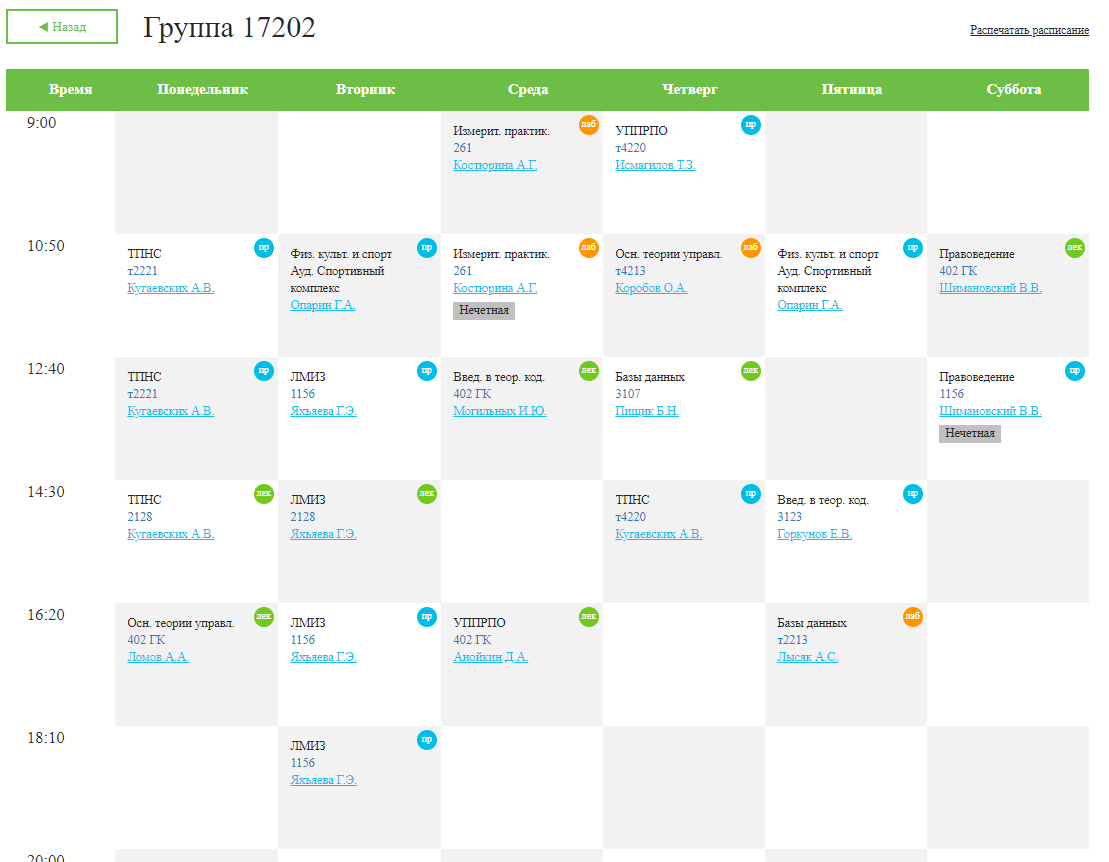 ◀ Назад
Группа 17202
Распечатать расписание
Время Понедельник Вторник Среда Четверг Пятница Суббота
9:00
Измерит. практик.
лаб
261
Костюрина А.Г.
УППРПО
пр
т4220
Исмагилов Т.З.
10:50
ТПНС
пр
т2221
Кугаевских А.В.
Физ. культ. и спорт
пр
Ауд. Спортивный
комплекс
Опарин Г.А.
Измерит. практик.
лаб
261
Костюрина А.Г.
Нечетная
Осн. теории управл.
лаб
т4213
Коробов О.А.
Физ. культ. и спорт
пр
Ауд. Спортивный
комплекс
Опарин Г.А.
Правоведение
лек
402 ГК
Шимановский В.В.
12:40
ТПНС
пр
т2221
Кугаевских А.В.
ЛМИЗ
пр
1156
Яхъяева Г.Э.
Введ. в теор. код.
лек
402 ГК
Могильных И.Ю.
Базы данных
лек
3107
Пищик Б.Н.
Правоведение
пр
1156
Шимановский В.В.
Нечетная
14:30
ТПНС
лек
2128
Кугаевских А.В.
ЛМИЗ
лек
2128
Яхъяева Г.Э.
ТПНС
пр
т4220
Кугаевских А.В.
Введ. в теор. код.
пр
3123
Горкунов Е.В.
16:20
Осн. теории управл.
лек
402 ГК
Ломов А.А.
ЛМИЗ
пр
1156
Яхъяева Г.Э.
УППРПО
лек
402 ГК
Анойкин Д.А.
Базы данных
лаб
т2213
Лысяк А.С.
18:10
ЛМИЗ
пр
1156
Яхъяева Г.Э.
20:00